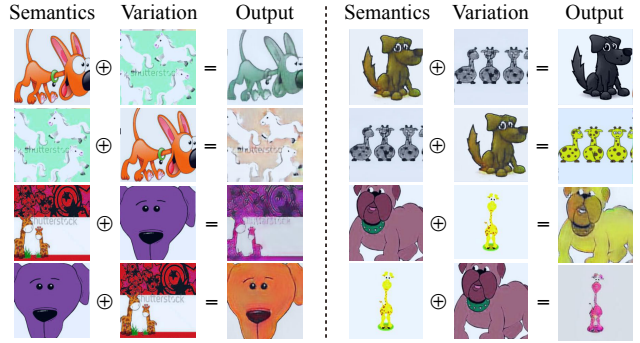 Semantics Variation Output Semantics Variation Output
⊕ = ⊕ =
shutterstock
⊕ = ⊕ =
shutterstock
⊕ = ⊕ =
shutterstock
⊕ = ⊕ =
shutterstock